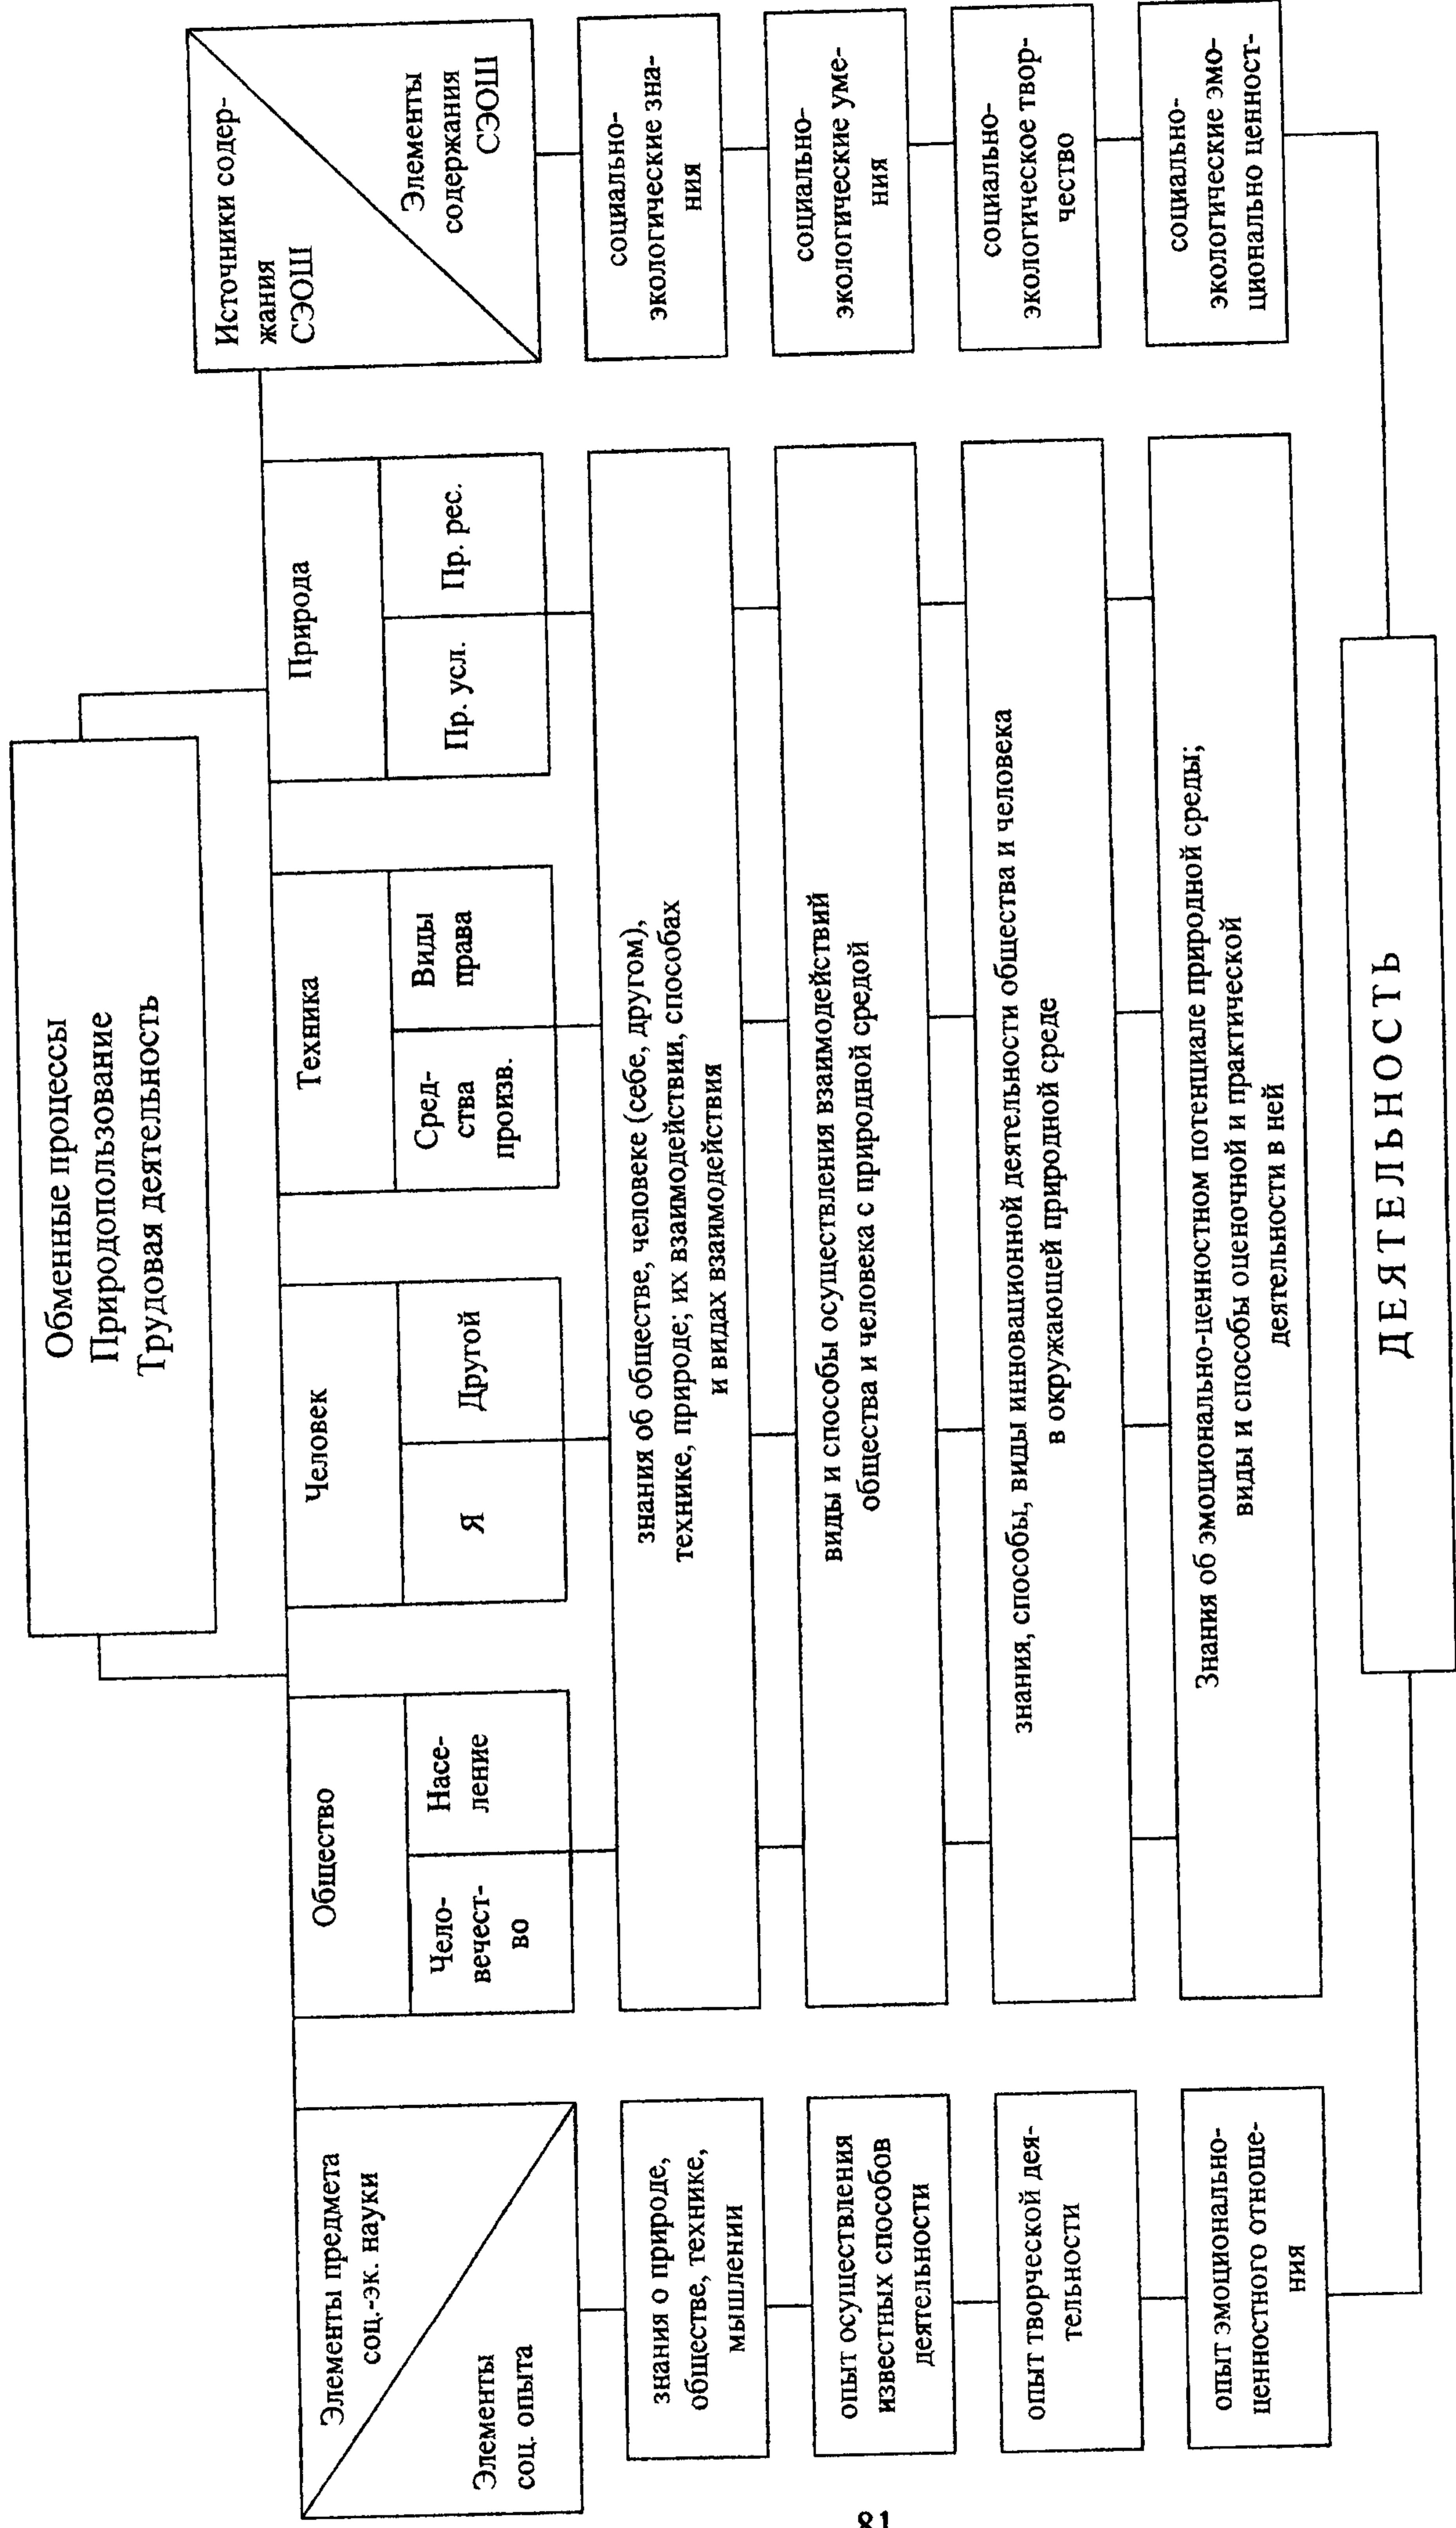 Обменные процессы
Природопользование
Трудовая деятельность
Элементы предмета
соц.-эк. науки
Элементы
соц. опыта
Общество
Чело-
вечест-
во
Насе-
ление
Человек
Я
Другой
Техника
Сред-
ства
произв.
Виды
права
Природа
Пр. усл.
Пр. рес.
Источники содер-
жания
СЭОШ
Элементы
содержания
СЭОШ
знания о природе,
обществе, технике,
мышлении
знания об обществе, человеке (себе, другом),
технике, природе; их взаимодействии, способах
и видах взаимодействия
социально-
экологические зна-
ния
опыт осуществления
известных способов
деятельности
виды и способы осуществления взаимодействий
общества и человека с природной средой
социально-
экологические уме-
ния
опыт творческой дея-
тельности
знания, способы, виды инновационной деятельности общества и человека
в окружающей природной среде
социально-
экологическое твор-
чество
опыт эмоционально-
ценностного отноше-
ния
Знания об эмоционально-ценностном потенциале природной среды;
виды и способы оценочной и практической
деятельности в ней
социально-
экологические эмо-
ционально ценност-
ДЕЯТЕЛЬНОСТЬ
81